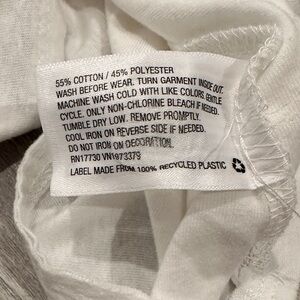 55% COTTON / 45% POLYESTER
WASH BEFORE WEAR. TURN GARMENT INSIDE OUT.
MACHINE WASH COLD WITH LIKE COLORS, GENTLE
CYCLE. ONLY NON-CHLORINE BLEACH IF NEEDED.
TUMBLE DRY LOW. REMOVE PROMPTLY.
COOL IRON ON REVERSE SIDE IF NEEDED.
DO NOT IRON ON DECORATION.
RN17730 VN1973379
LABEL MADE FROM 100% RECYCLED PLASTIC